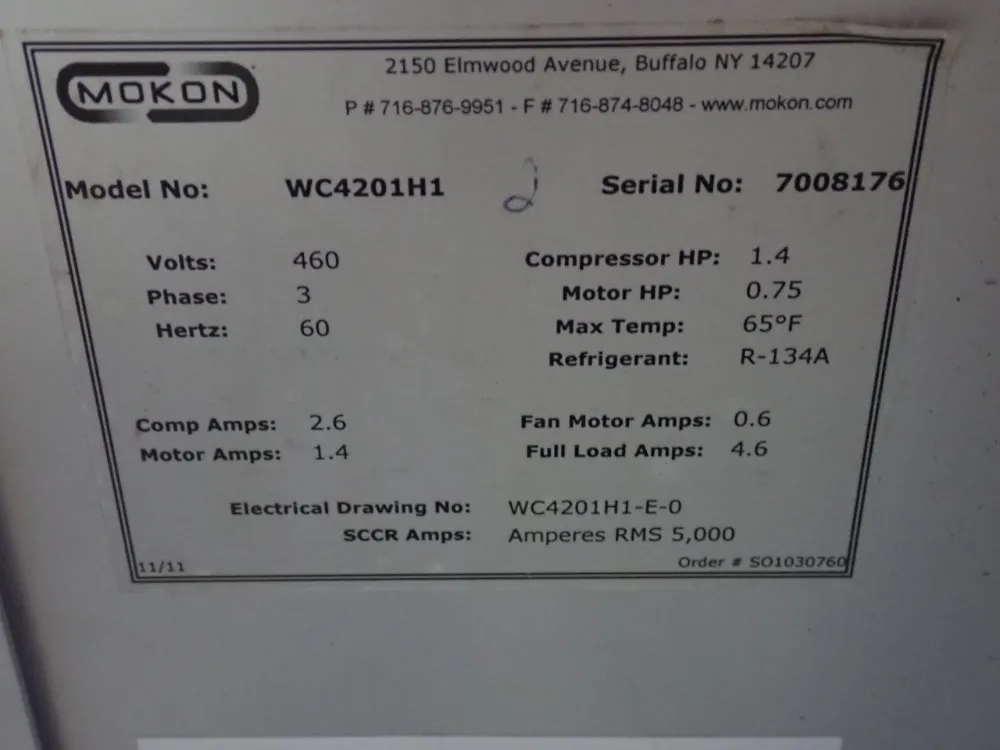 MOKON
2150 Elmwood Avenue, Buffalo NY 14207
P # 716-876-9951 - F # 716-874-8048 - www.mokon.com
Model No: WC4201H1 2 Serial No: 7008176
Volts: 460 Compressor HP: 1.4
Phase: 3 Motor HP: 0.75
Hertz: 60 Max Temp: 65°F
Refrigerant: R-134A
Comp Amps: 2.6 Fan Motor Amps: 0.6
Motor Amps: 1.4 Full Load Amps: 4.6
Electrical Drawing No: WC4201H1-E-0
SCCR Amps: Amperes RMS 5,000
11/11 Order # SO1030760